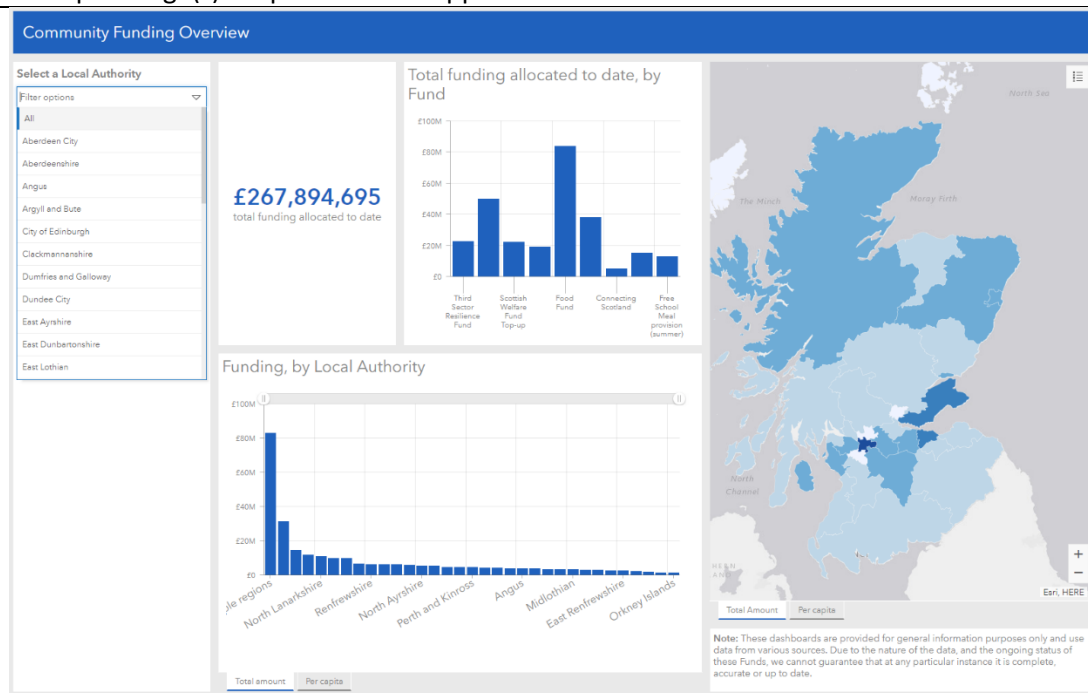 Community Funding Overview
Select a Local Authority
Filter options
All
Aberdeen City
Aberdeenshire
Angus
Argyll and Bute
City of Edinburgh
Clackmannanshire
Dumfries and Galloway
Dundee City
East Ayrshire
East Dunbartonshire
East Lothian
£267,894,695
total funding allocated to date
Total funding allocated to date, by
Fund
£100M
£80M
£60M
£40M
£20M
£0
Third
Sector
Resilience
Fund
Scottish
Welfare
Fund
Top-up
Food
Fund
Connecting
Scotland
Free
School
Meal
provision
(summer)
Funding, by Local Authority
£100M
£80M
£60M
£40M
£20M
£0
ple regions
North Lanarkshire
Renfrewshire
North Ayrshire
Perth and Kinross
Angus
Midlothian
East Renfrewshire
Orkney Islands
Total amount
Per capita
North Sea
The Minch
Moray Firth
North
Channel
+
−
Esri, HERE
Total Amount
Per capita
Note: These dashboards are provided for general information purposes only and use
data from various sources. Due to the nature of the data, and the ongoing status of
these Funds, we cannot guarantee that at any particular instance it is complete,
accurate or up to date.